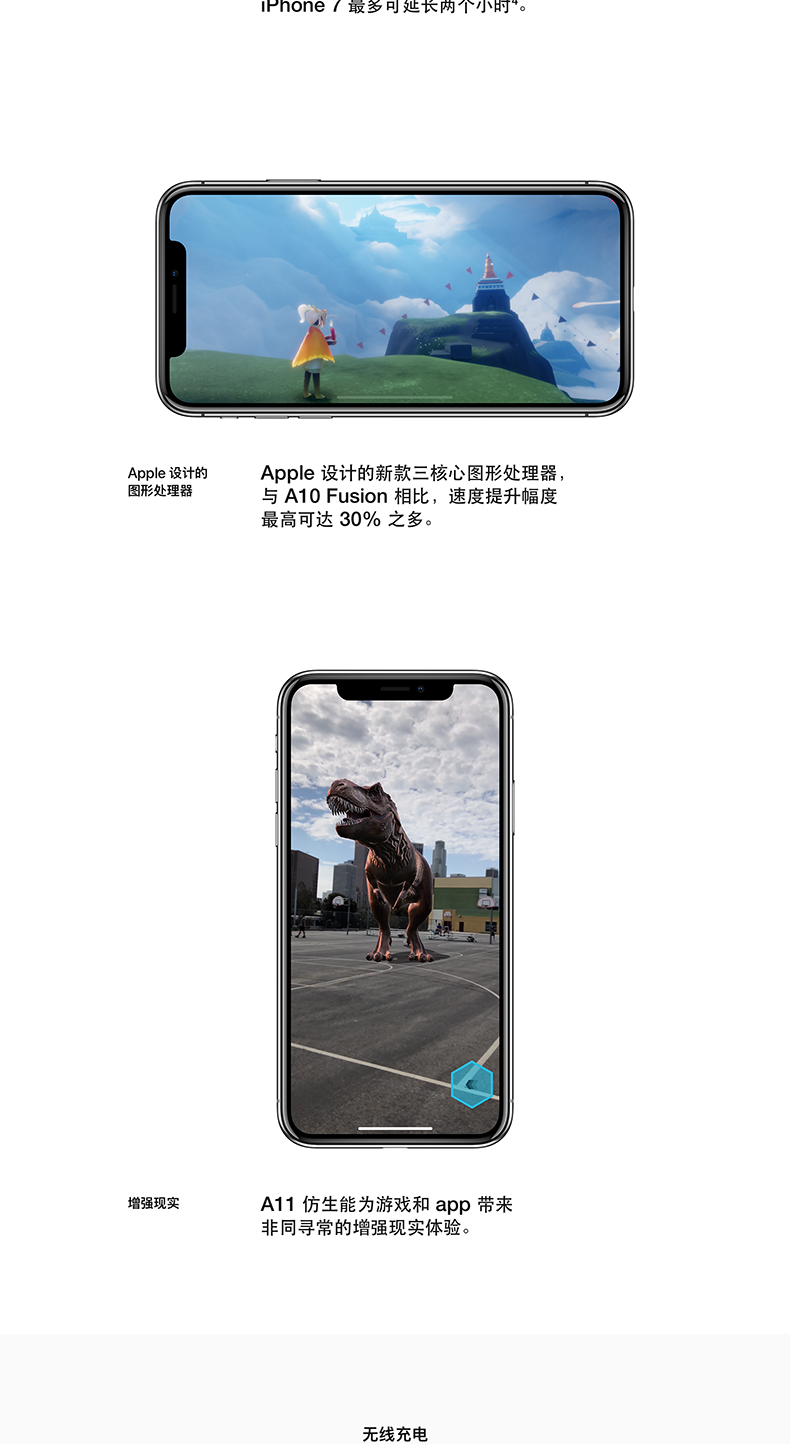 iPhone 7 最多可延长两个小时⁴。
Apple 设计的
图形处理器
Apple 设计的新款三核心图形处理器，
与 A10 Fusion 相比，速度提升幅度
最高可达 30% 之多。
增强现实
A11 仿生能为游戏和 app 带来
非同寻常的增强现实体验。
无线充电